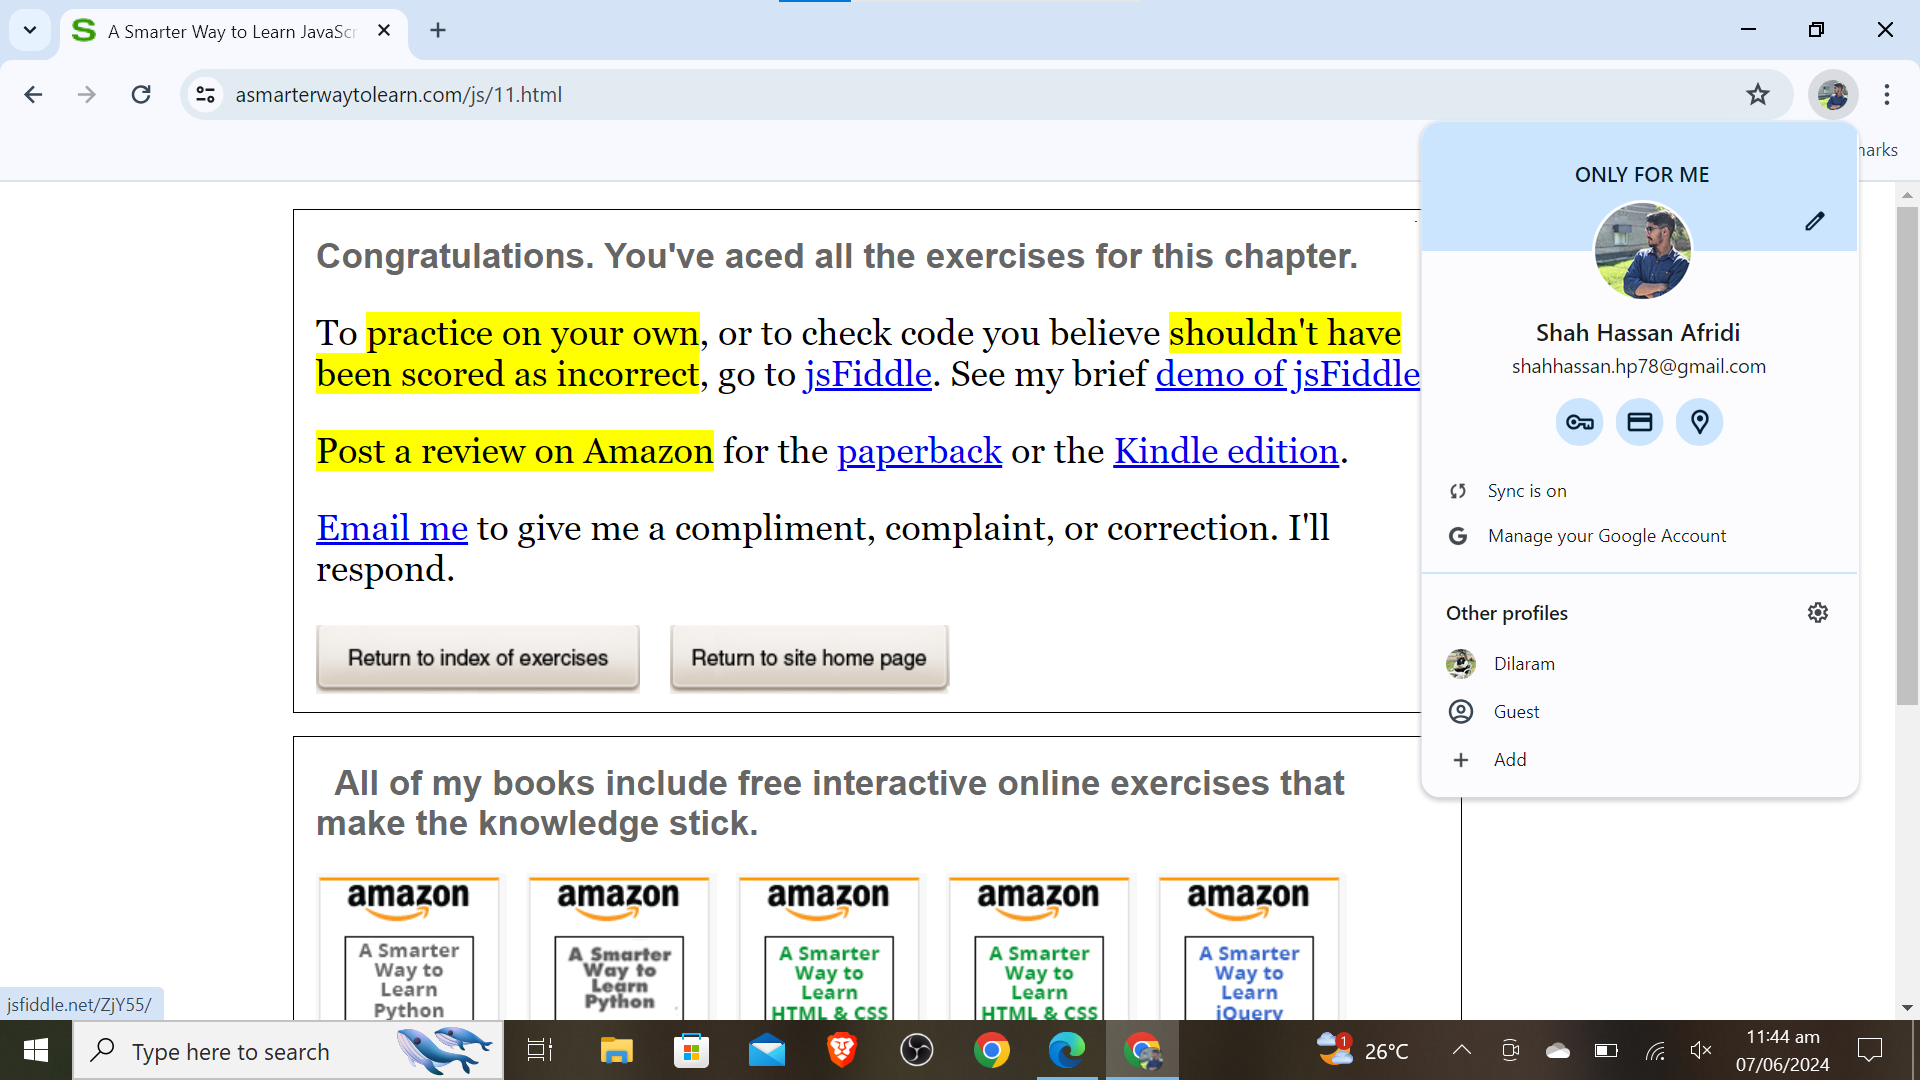 A Smarter Way to Learn JavaScr
asmarterwaytolearn.com/js/11.html
arks
ONLY FOR ME
Shah Hassan Afridi
shahhassan.hp78@gmail.com
Sync is on
Manage your Google Account
Other profiles
Dilaram
Guest
Add
Congratulations. You've aced all the exercises for this chapter.
To practice on your own, or to check code you believe shouldn't have
been scored as incorrect, go to jsFiddle. See my brief demo of jsFiddle
Post a review on Amazon for the paperback or the Kindle edition.
Email me to give me a compliment, complaint, or correction. I'll
respond.
Return to index of exercises
Return to site home page
All of my books include free interactive online exercises that
make the knowledge stick.
amazon
A Smarter
Way to
Learn
Python
amazon
A Smarter
Way to
Learn
Python
amazon
A Smarter
Way to
Learn
HTML & CSS
amazon
A Smarter
Way to
Learn
HTML & CSS
amazon
A Smarter
Way to
Learn
jQuery
jsfiddle.net/ZjY55/
Type here to search
1
26°C
11:44 am
07/06/2024